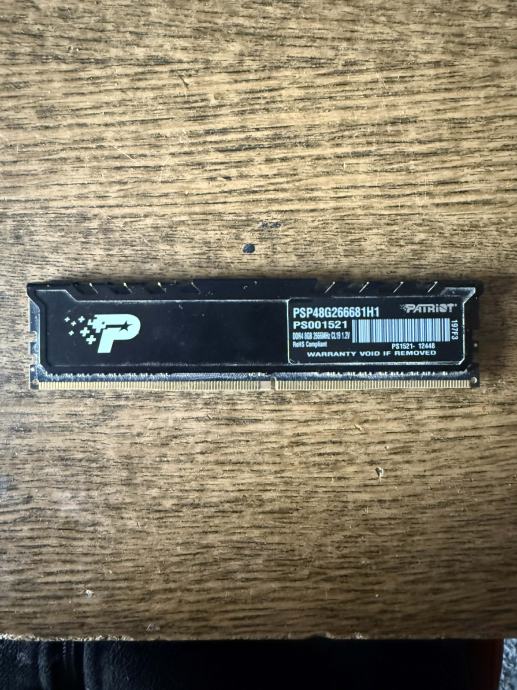 P
PSP48G266681H1
PATRIOT
PS001521
DDR4 8GB 2666MHz CL19 1.2V
RoHS Compliant
PS1521- 12448
197F3
WARRANTY VOID IF REMOVED